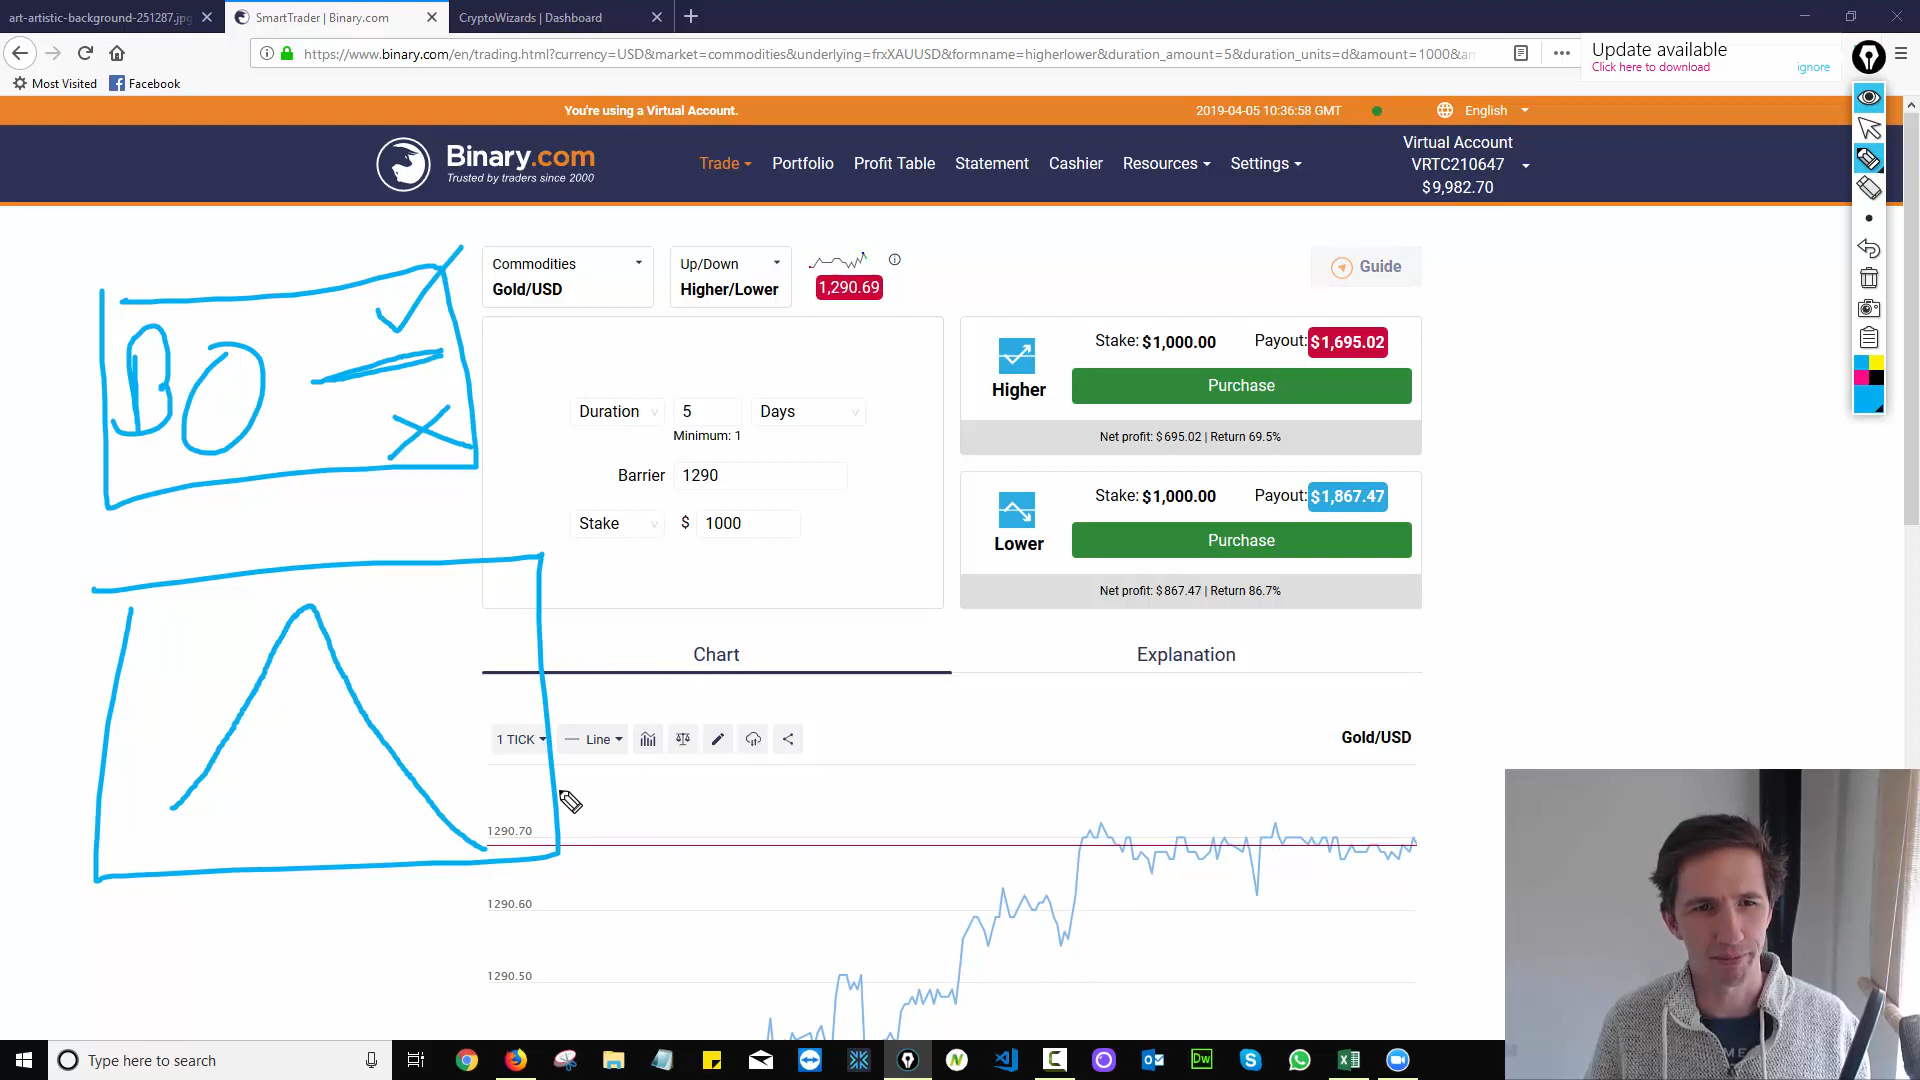 art-artistic-background-251287.jpg
SmartTrader | Binary.com
CryptoWizards | Dashboard
https://www.binary.com/en/trading.html?currency=USD&market=commodities&underlying=frxXAUUSD&formname=higherlower&duration_amount=5&duration_units=d&amount=1000&am
Update available
Click here to download
ignore
Most Visited
Facebook
You're using a Virtual Account.
2019-04-05 10:36:58 GMT
English
Binary.com
Trusted by traders since 2000
Trade
Portfolio
Profit Table
Statement
Cashier
Resources
Settings
Virtual Account
VRTC210647
$9,982.70
Commodities
Gold/USD
Up/Down
Higher/Lower
1,290.69
Guide
BO
Duration
5
Days
Minimum: 1
Barrier
1290
Stake
$
1000
Higher
Stake: $1,000.00
Payout: $1,695.02
Purchase
Net profit: $695.02 | Return 69.5%
Lower
Stake: $1,000.00
Payout: $1,867.47
Purchase
Net profit: $867.47 | Return 86.7%
Chart
Explanation
1 TICK
Line
Gold/USD
1290.70
1290.60
1290.50
Type here to search